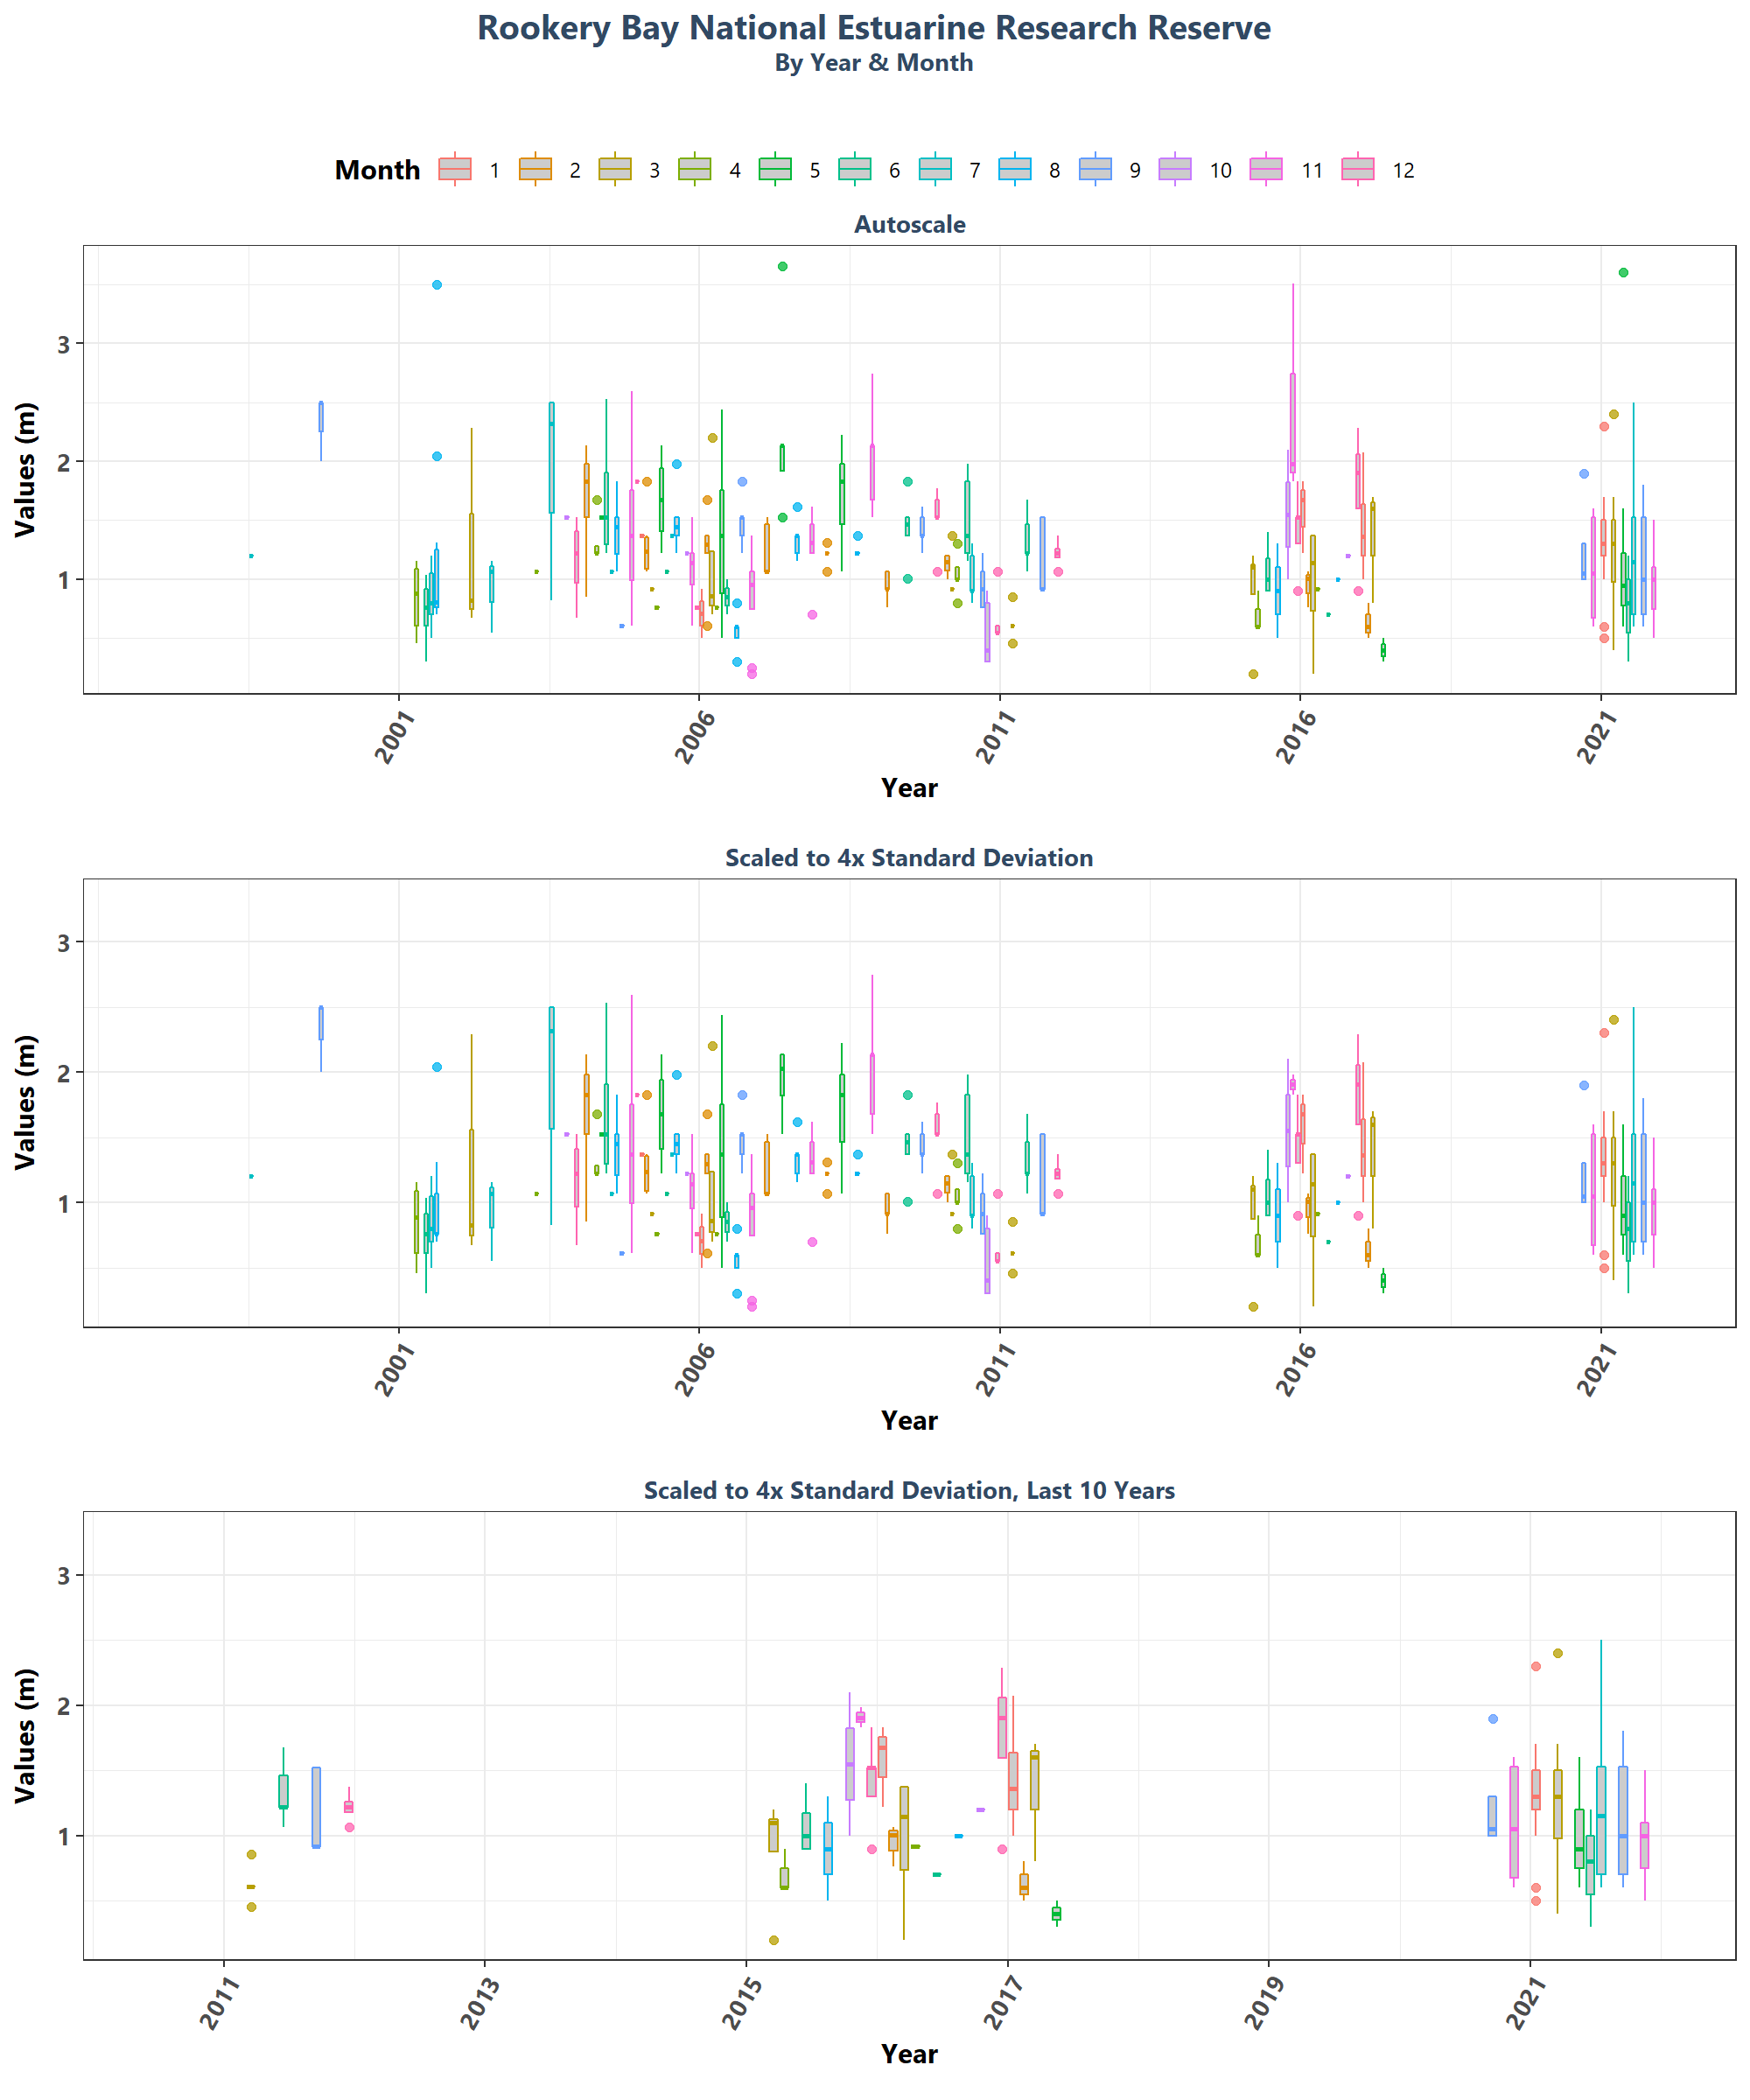 Rookery Bay National Estuarine Research Reserve
By Year & Month
Month 1 2 3 4 5 6 7 8 9 10 11 12
Autoscale
Values (m)
3
2
1
2001 2006 2011 2016 2021
Year
Scaled to 4x Standard Deviation
Values (m)
3
2
1
2001 2006 2011 2016 2021
Year
Scaled to 4x Standard Deviation, Last 10 Years
Values (m)
3
2
1
2011 2013 2015 2017 2019 2021
Year